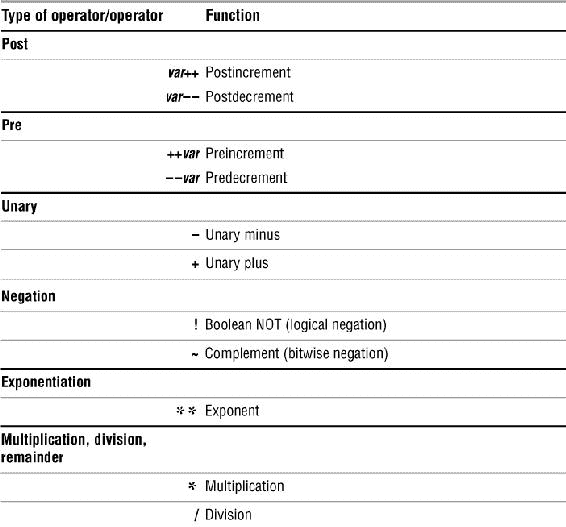 Type of operator/operator Function
Post
var++ Postincrement
var–– Postdecrement
Pre
++var Preincrement
––var Predecrement
Unary
– Unary minus
+ Unary plus
Negation
! Boolean NOT (logical negation)
~ Complement (bitwise negation)
Exponentiation
** Exponent
Multiplication, division,
remainder
* Multiplication
/ Division